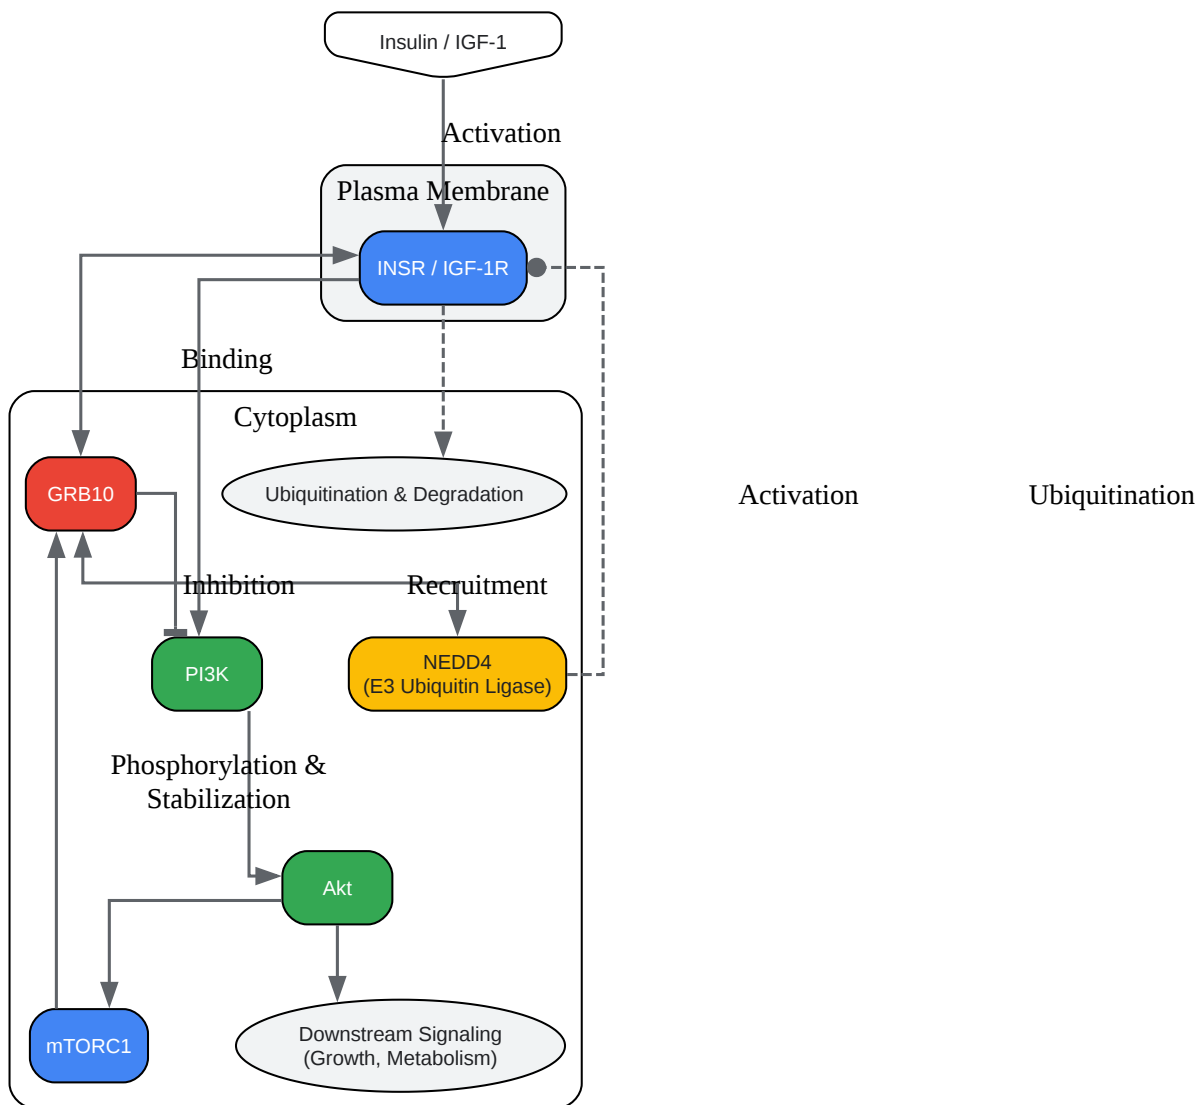 Insulin / IGF-1
Activation
Plasma Membrane
INSR / IGF-1R
Binding
Cytoplasm
GRB10
Ubiquitination & Degradation
Activation
Ubiquitination
Inhibition
Recruitment
PI3K
NEDD4
(E3 Ubiquitin Ligase)
Phosphorylation &
Stabilization
Akt
mTORC1
Downstream Signaling
(Growth, Metabolism)